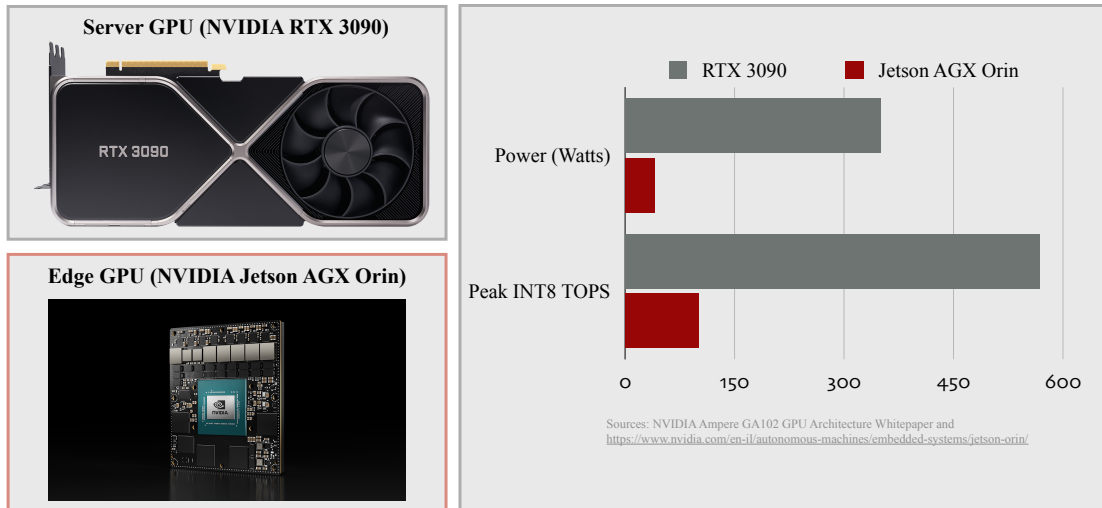 Server GPU (NVIDIA RTX 3090)
RTX 3090
Edge GPU (NVIDIA Jetson AGX Orin)
NVIDIA
RTX 3090
Jetson AGX Orin
Power (Watts)
Peak INT8 TOPS
0 150 300 450 600
Sources: NVIDIA Ampere GA102 GPU Architecture Whitepaper and
https://www.nvidia.com/en-il/autonomous-machines/embedded-systems/jetson-orin/